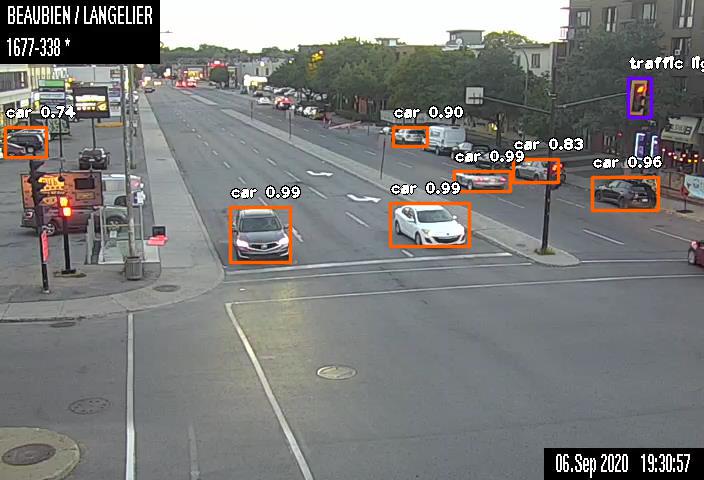 BEAUBIEN / LANGELIER
1677-338 *
traffic lig
car 0.74
car 0.90
car 0.83
car 0.99
car 0.96
car 0.99
car 0.99
06.Sep 2020 19:30:57